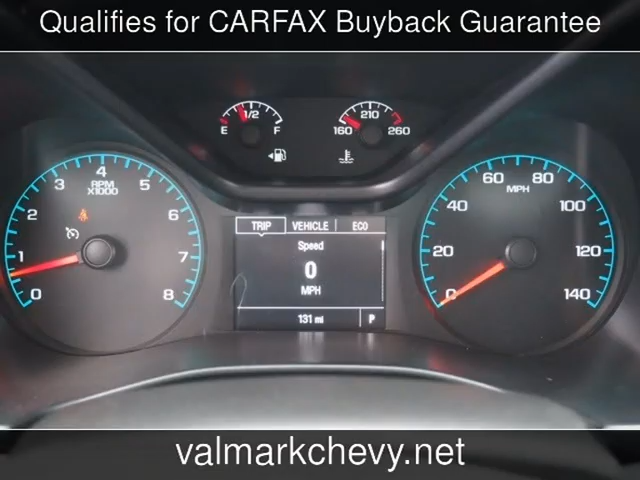 Qualifies for CARFAX Buyback Guarantee
1/2
E F
210
160 260
0 1 2 3 4 5 6 7 8
RPM
X1000
TRIP VEHICLE ECO
Speed
0
MPH
131 mi P
0 20 40 60 80 100 120 140
MPH
valmarkchevy.net